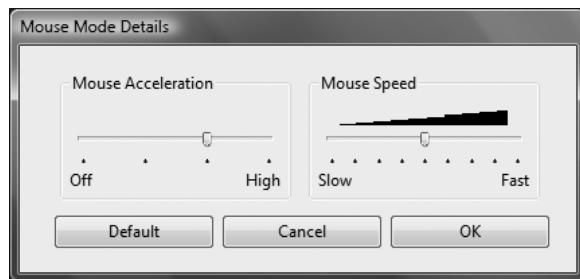 Mouse Mode Details
Mouse Acceleration
Off High
Mouse Speed
Slow Fast
Default Cancel OK